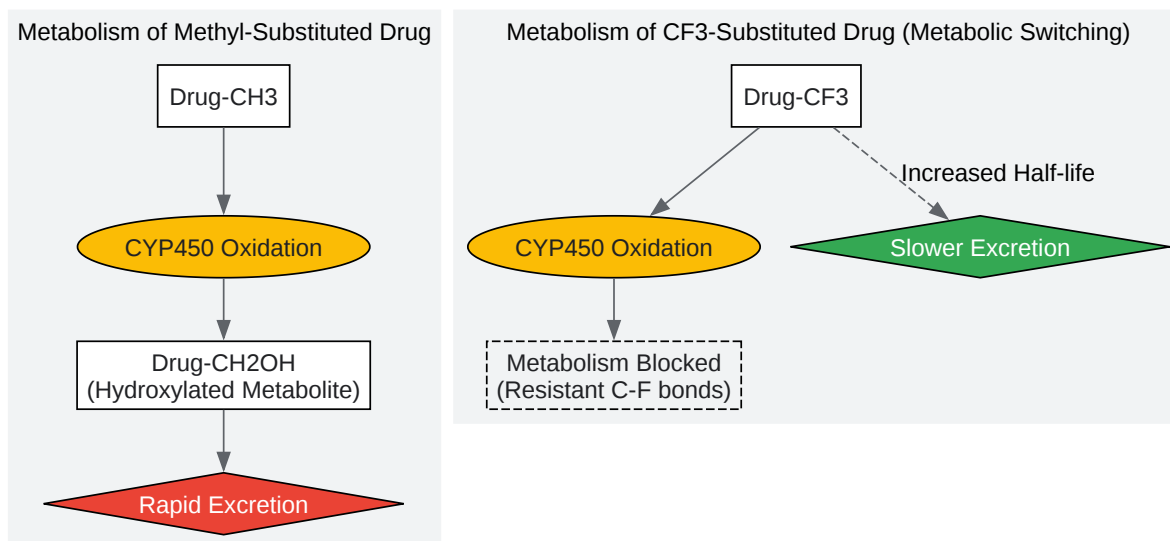 Metabolism of Methyl-Substituted Drug
Drug-CH3
CYP450 Oxidation
Drug-CH2OH
(Hydroxylated Metabolite)
Rapid Excretion
Metabolism of CF3-Substituted Drug (Metabolic Switching)
Drug-CF3
Increased Half-life
CYP450 Oxidation
Slower Excretion
Metabolism Blocked
(Resistant C-F bonds)